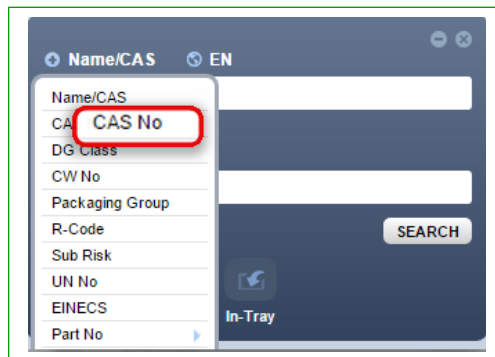 Name/CAS EN
Name/CAS
CA
CAS No
DG Class
CW No
Packaging Group
R-Code
SEARCH
Sub Risk
UN No
EINECS
In-Tray
Part No